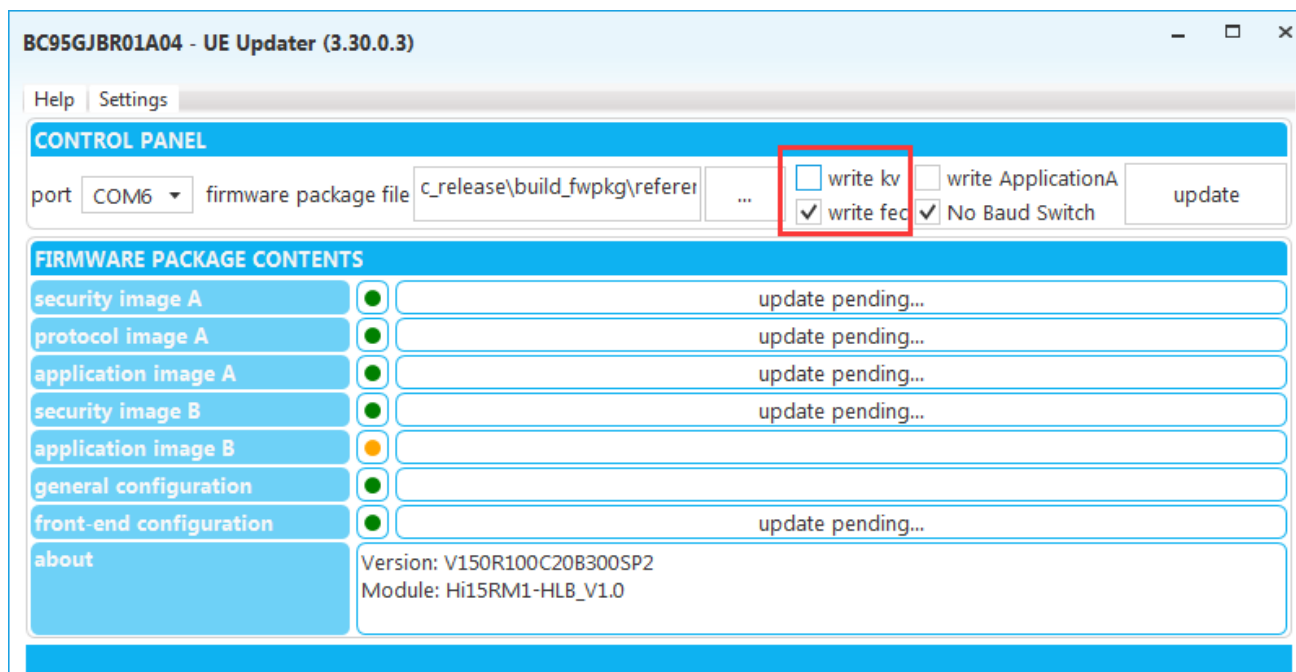 BC95GJBR01A04 - UE Updater (3.30.0.3)
Help Settings
CONTROL PANEL
port COM6 firmware package file c_release\build_fwpkg\referer ... write kv write ApplicationA update
write fec No Baud Switch
FIRMWARE PACKAGE CONTENTS
security image A update pending...
protocol image A update pending...
application image A update pending...
security image B update pending...
application image B
general configuration
front-end configuration update pending...
about Version: V150R100C20B300SP2
Module: Hi15RM1-HLB_V1.0